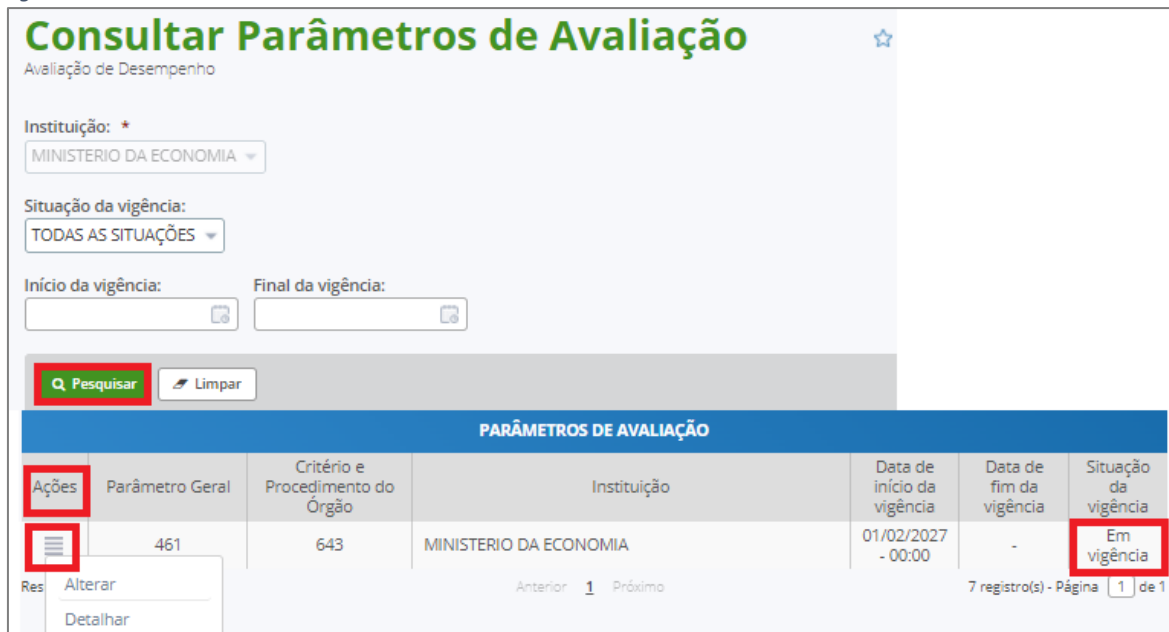 Consultar Parâmetros de Avaliação
Avaliação de Desempenho
Instituição: *
MINISTERIO DA ECONOMIA
Situação da vigência:
TODAS AS SITUAÇÕES
Início da vigência: Final da vigência:
Pesquisar Limpar
PARÂMETROS DE AVALIAÇÃO
Ações Parâmetro Geral Critério e Procedimento do Órgão Instituição Data de início da vigência Data de fim da vigência Situação da vigência
461 643 MINISTERIO DA ECONOMIA 01/02/2027 - 00:00 - Em vigência
Res Anterior 1 Próximo 7 registro(s) - Página 1 de 1
Alterar
Detalhar